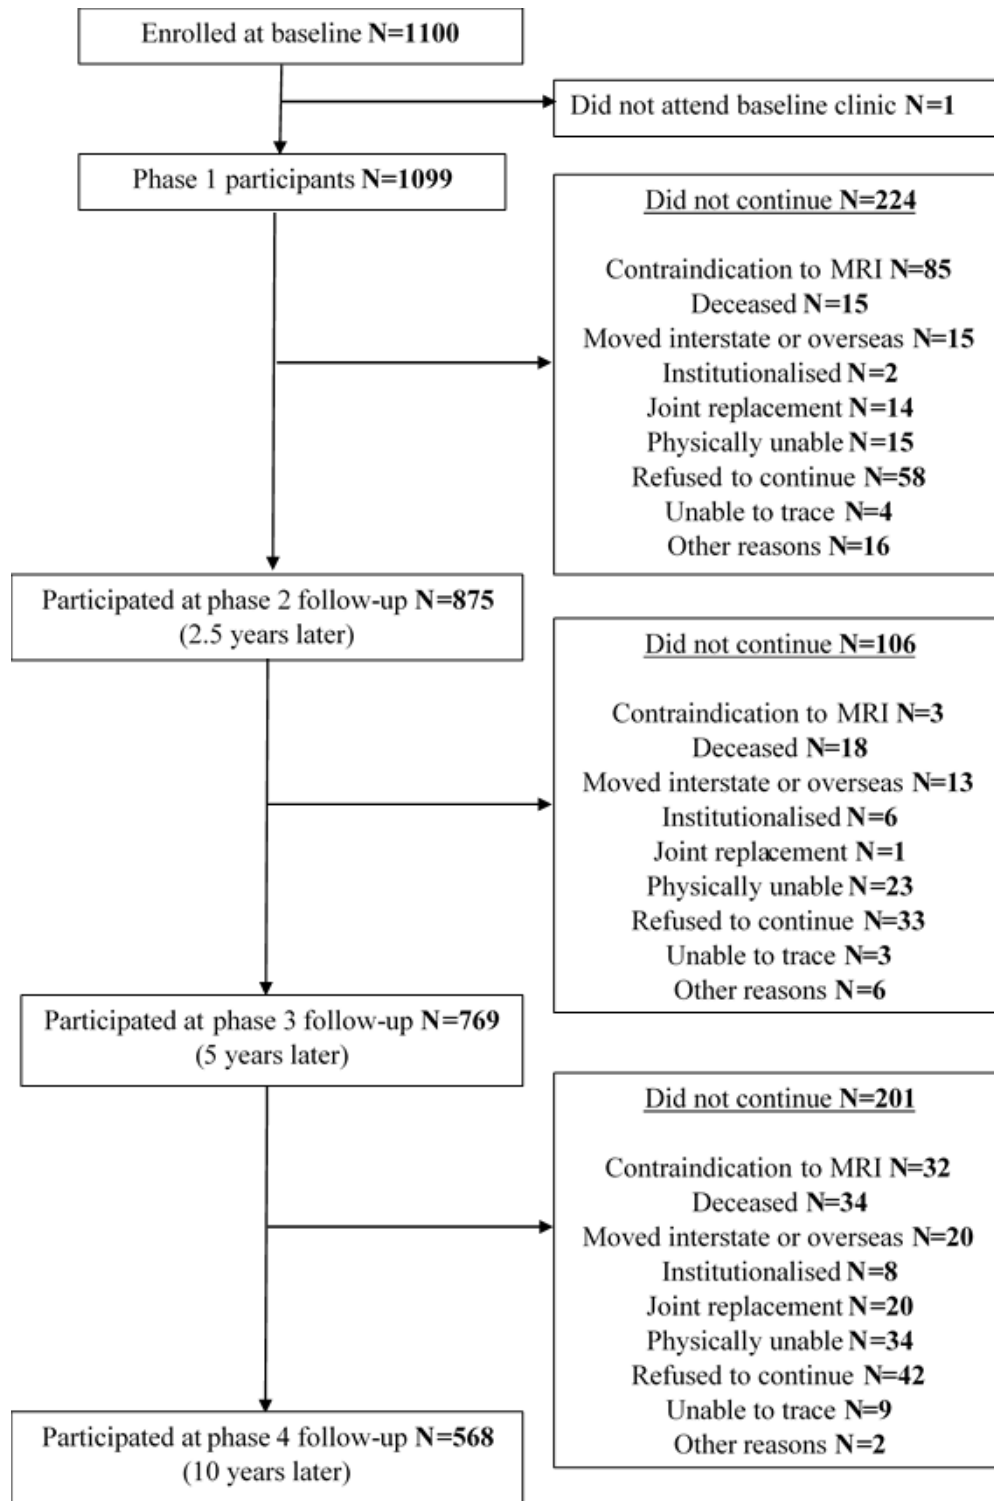 Enrolled at baseline N=1100
Did not attend baseline clinic N=1
Phase 1 participants N=1099
Did not continue N=224
Contraindication to MRI N=85
Deceased N=15
Moved interstate or overseas N=15
Institutionalised N=2
Joint replacement N=14
Physically unable N=15
Refused to continue N=58
Unable to trace N=4
Other reasons N=16
Participated at phase 2 follow-up N=875
(2.5 years later)
Did not continue N=106
Contraindication to MRI N=3
Deceased N=18
Moved interstate or overseas N=13
Institutionalised N=6
Joint replacement N=1
Physically unable N=23
Refused to continue N=33
Unable to trace N=3
Other reasons N=6
Participated at phase 3 follow-up N=769
(5 years later)
Did not continue N=201
Contraindication to MRI N=32
Deceased N=34
Moved interstate or overseas N=20
Institutionalised N=8
Joint replacement N=20
Physically unable N=34
Refused to continue N=42
Unable to trace N=9
Other reasons N=2
Participated at phase 4 follow-up N=568
(10 years later)